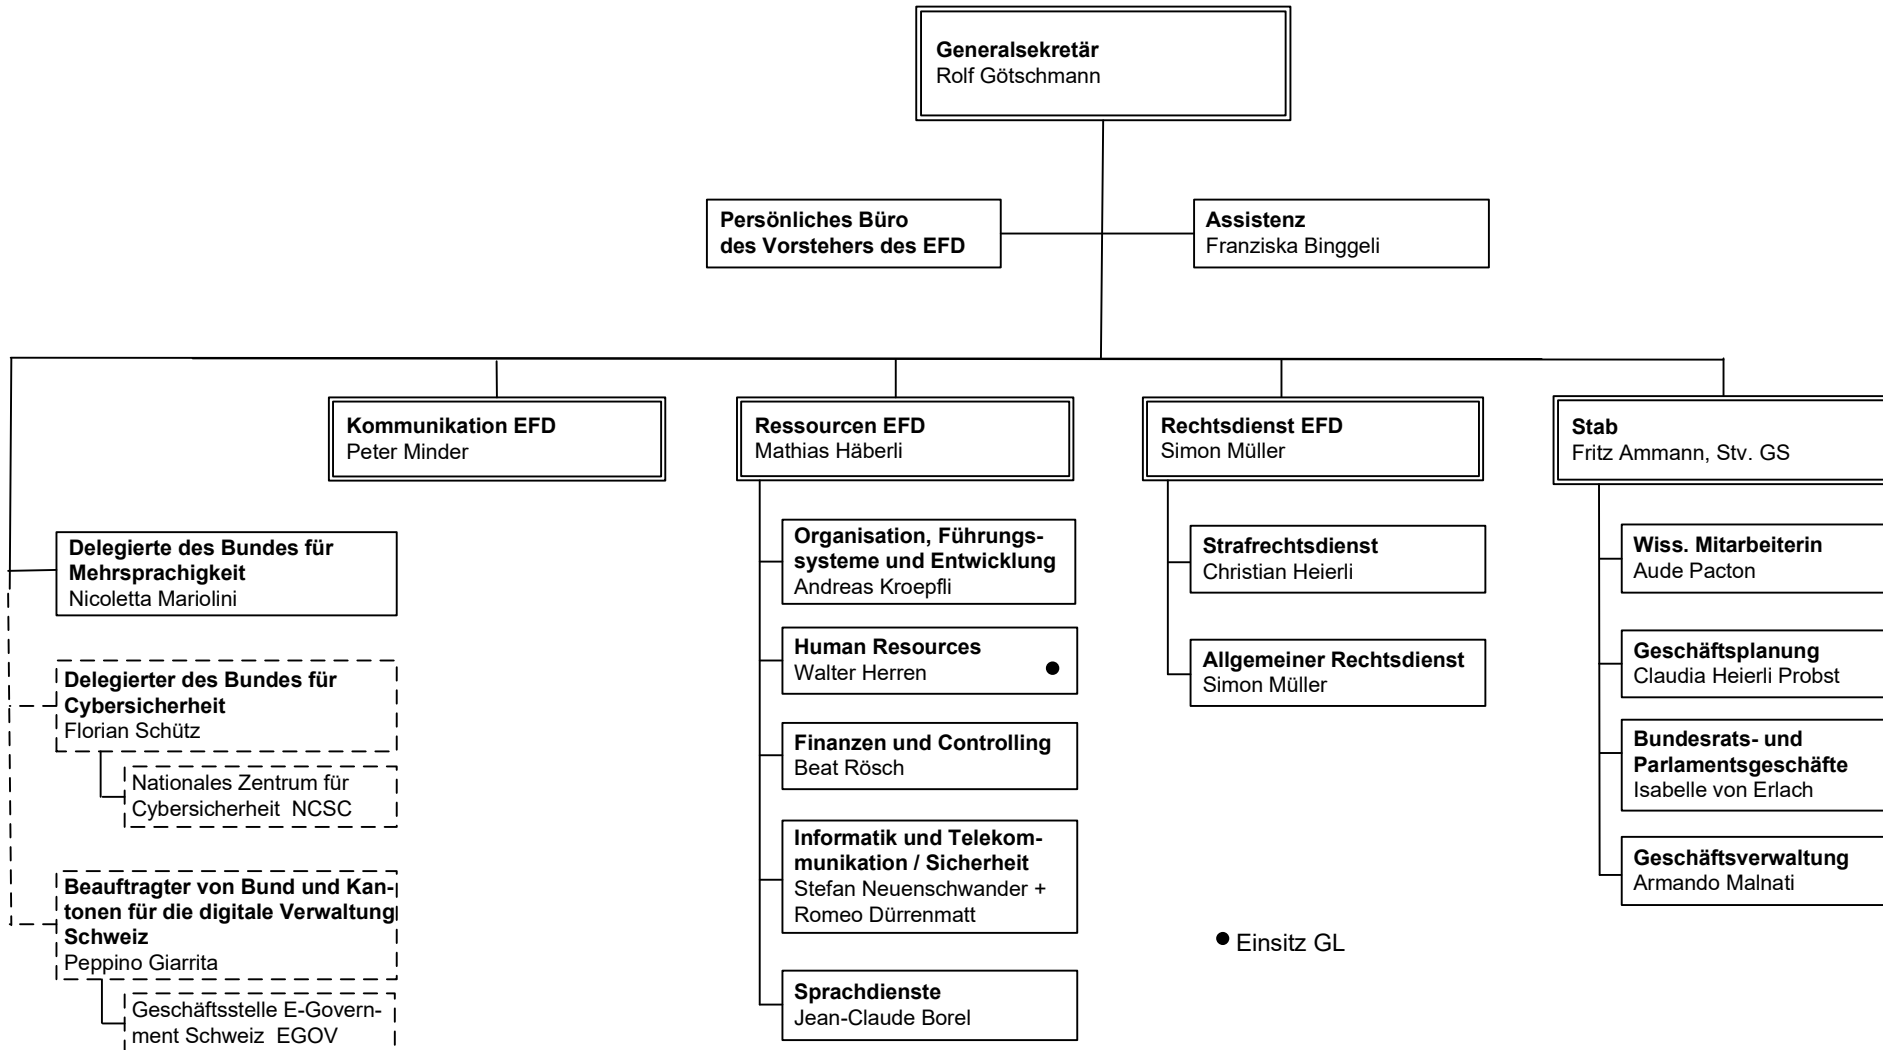 Generalsekretär
Rolf Götschmann
Persönliches Büro
des Vorstehers des EFD
Assistenz
Franziska Binggeli
Kommunikation EFD
Peter Minder
Ressourcen EFD
Mathias Häberli
Rechtsdienst EFD
Simon Müller
Stab
Fritz Ammann, Stv. GS
Delegierte des Bundes für
Mehrsprachigkeit
Nicoletta Mariolini
Delegierter des Bundes für
Cybersicherheit
Florian Schütz
Nationales Zentrum für
Cybersicherheit NCSC
Beauftragter von Bund und Kan-
tonen für die digitale Verwaltung
Schweiz
Peppino Giarrita
Geschäftsstelle E-Govern-
ment Schweiz EGOV
Organisation, Führungs-
systeme und Entwicklung
Andreas Kroepfli
Human Resources
Walter Herren ●
Finanzen und Controlling
Beat Rösch
Informatik und Telekom-
munikation / Sicherheit
Stefan Neuenschwander +
Romeo Dürrenmatt
Sprachdienste
Jean-Claude Borel
Strafrechtsdienst
Christian Heierli
Allgemeiner Rechtsdienst
Simon Müller
● Einsitz GL
Wiss. Mitarbeiterin
Aude Pacton
Geschäftsplanung
Claudia Heierli Probst
Bundesrats- und
Parlamentsgeschäfte
Isabelle von Erlach
Geschäftsverwaltung
Armando Malnati